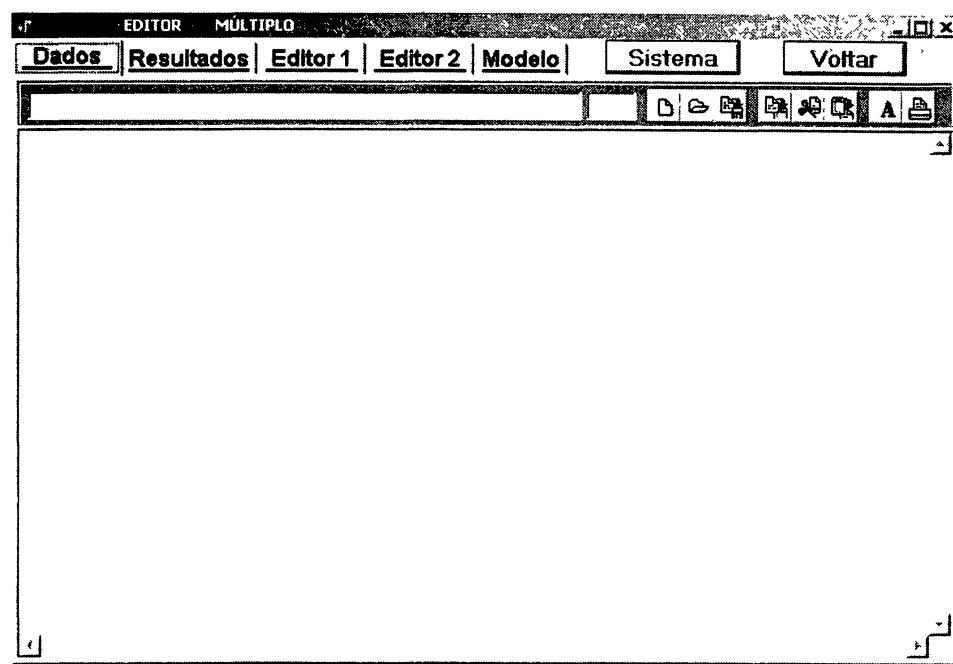 EDITOR MÚLTIPLO
Dados Resultados Editor 1 Editor 2 Modelo Sistema Voltar
A